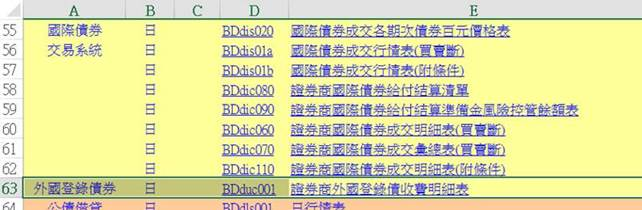 A B C D E
55 國際債券 日 BDdis020 國際債券成交各期次債券百元價格表
56 交易系統 日 BDdis01a 國際債券成交行情表(買賣斷)
57 日 BDdis01b 國際債券成交行情表(附條件)
58 日 BDdic080 證券商國際債券給付結算清單
59 日 BDdic090 證券商國際債券給付結算準備金風險控管餘額表
60 日 BDdic060 證券商國際債券成交明細表(買賣斷)
61 日 BDdic070 證券商國際債券成交彙總表(買賣斷)
62 日 BDdic110 證券商國際債券成交明細表(附條件)
63 外國登錄債券 日 BDduc001 證券商外國登錄債收費明細表
64 公債借貸 日 BDdls001 日行情表